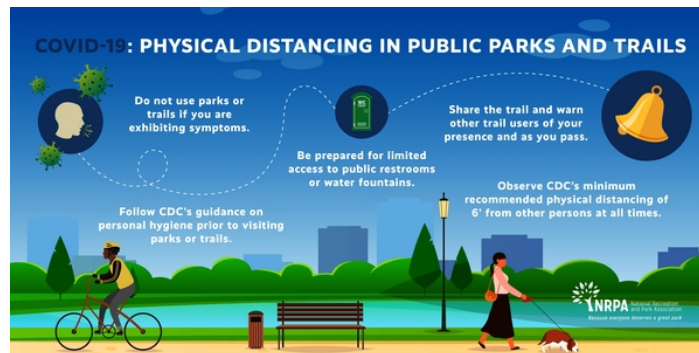 COVID-19: PHYSICAL DISTANCING IN PUBLIC PARKS AND TRAILS
Do not use parks or
trails if you are
exhibiting symptoms.
Follow CDC's guidance on
personal hygiene prior to visiting
parks or trails.
WC
Be prepared for limited
access to public restrooms
or water fountains.
Share the trail and warn
other trail users of your
presence and as you pass.
Observe CDC's minimum
recommended physical distancing of
6' from other persons at all times.
NRPA National Recreation
and Park Association
Because everyone deserves a great park